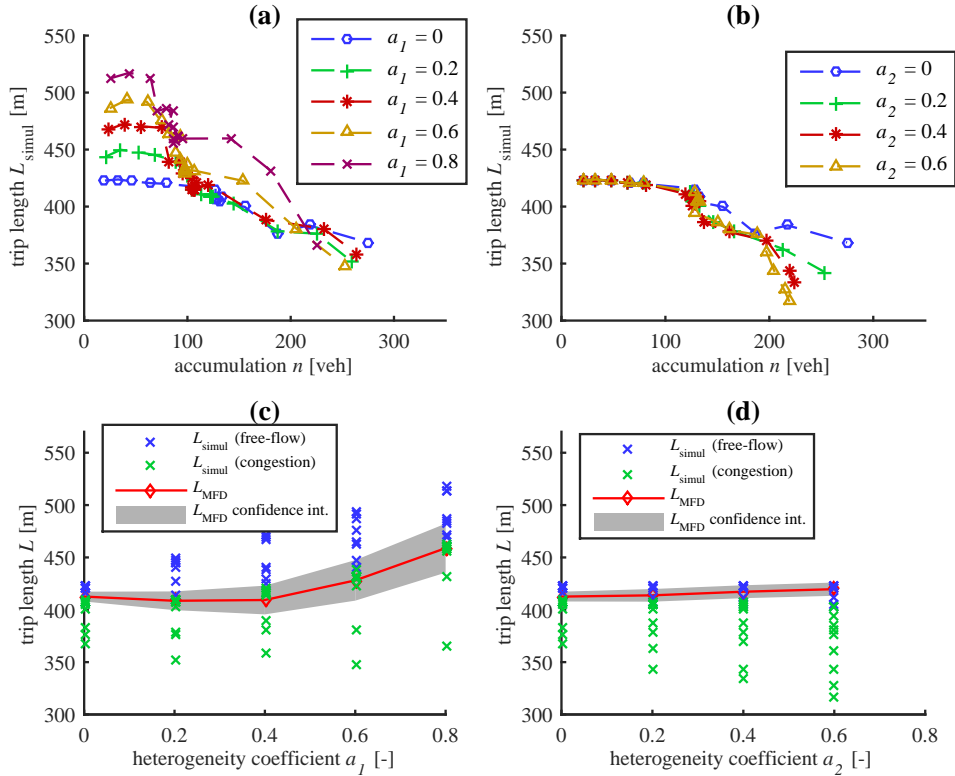 (a)
550
500
450
400
350
300
trip length L_simul [m]
0
100
200
300
accumulation n [veh]
a_1 = 0
a_1 = 0.2
a_1 = 0.4
a_1 = 0.6
a_1 = 0.8
(b)
550
500
450
400
350
300
trip length L_simul [m]
0
100
200
300
accumulation n [veh]
a_2 = 0
a_2 = 0.2
a_2 = 0.4
a_2 = 0.6
(c)
550
500
450
400
350
300
trip length L [m]
0
0.2
0.4
0.6
0.8
heterogeneity coefficient a_1 [-]
L_simul (free-flow)
L_simul (congestion)
L_MFD
L_MFD confidence int.
(d)
550
500
450
400
350
300
trip length L [m]
0
0.2
0.4
0.6
0.8
heterogeneity coefficient a_2 [-]
L_simul (free-flow)
L_simul (congestion)
L_MFD
L_MFD confidence int.